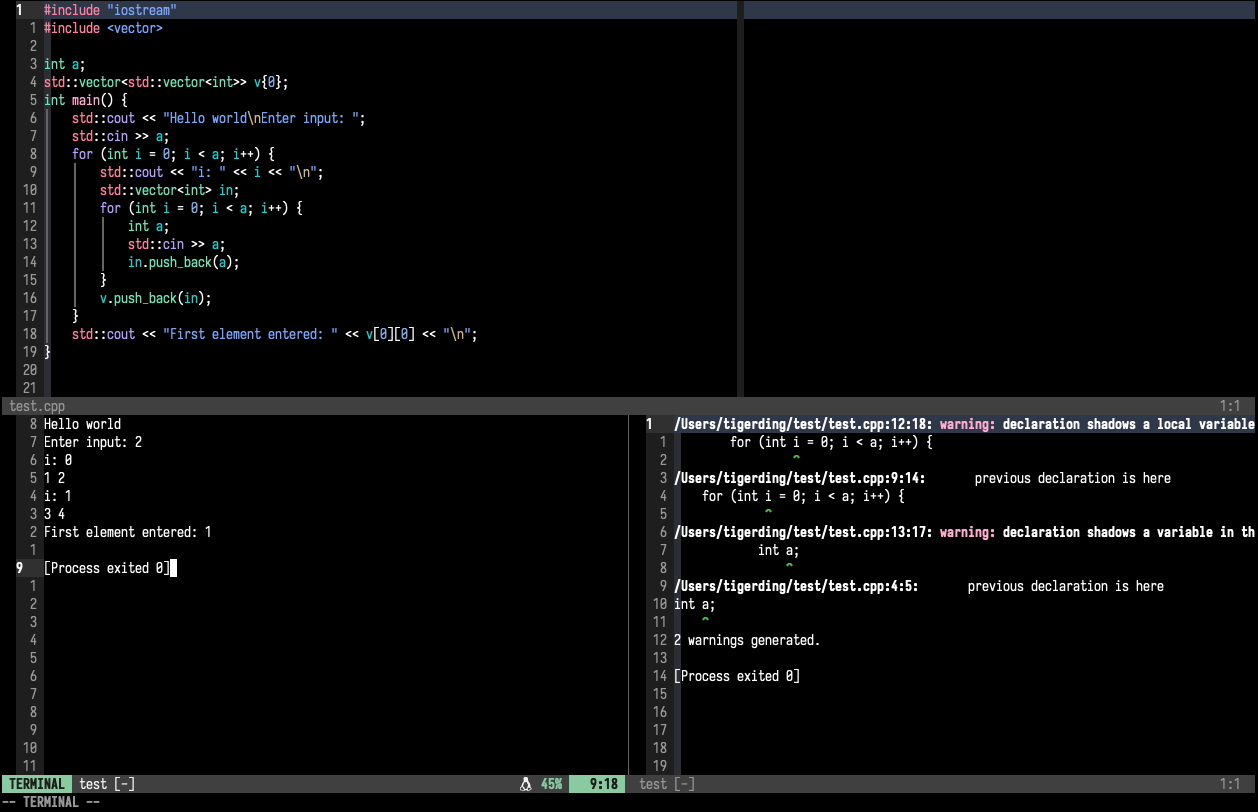 1 #include "iostream"
1 #include <vector>
2
3 int a;
4 std::vector<std::vector<int>> v{0};
5 int main() {
6 std::cout << "Hello world\nEnter input: ";
7 std::cin >> a;
8 for (int i = 0; i < a; i++) {
9 std::cout << "i: " << i << "\n";
10 std::vector<int> in;
11 for (int i = 0; i < a; i++) {
12 int a;
13 std::cin >> a;
14 in.push_back(a);
15 }
16 v.push_back(in);
17 }
18 std::cout << "First element entered: " << v[0][0] << "\n";
19 }
20
21
test.cpp 1:1
8 Hello world
7 Enter input: 2
6 i: 0
5 1 2
4 i: 1
3 3 4
2 First element entered: 1
1
9 [Process exited 0]
1
2
3
4
5
6
7
8
9
10
11
TERMINAL test [-] 45% 9:18
-- TERMINAL --
1 /Users/tigerding/test/test.cpp:12:18: warning: declaration shadows a local variable
1 for (int i = 0; i < a; i++) {
2 ^
3 /Users/tigerding/test/test.cpp:9:14: previous declaration is here
4 for (int i = 0; i < a; i++) {
5 ^
6 /Users/tigerding/test/test.cpp:13:17: warning: declaration shadows a variable in th
7 int a;
8 ^
9 /Users/tigerding/test/test.cpp:4:5: previous declaration is here
10 int a;
11 ^
12 2 warnings generated.
13
14 [Process exited 0]
15
16
17
18
19
test [-] 1:1